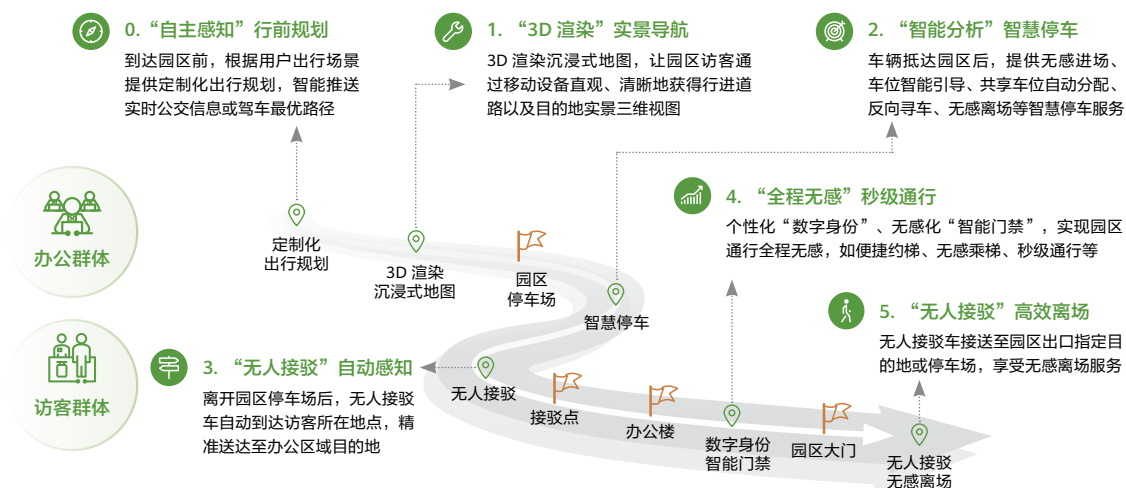 0. “自主感知”行前规划
到达园区前，根据用户出行场景
提供定制化出行规划，智能推送
实时公交信息或驾车最优路径
1. “3D 渲染”实景导航
3D 渲染沉浸式地图，让园区访客通
过移动设备直观、清晰地获得行进道
路以及目的地实景三维视图
2. “智能分析”智慧停车
车辆抵达园区后，提供无感进场、
车位智能引导、共享车位自动分配、
反向寻车、无感离场等智慧停车服务
办公群体
访客群体
定制化
出行规划
3D 渲染
沉浸式地图
园区
停车场
智慧停车
4. “全程无感”秒级通行
个性化“数字身份”、无感化“智能门禁”，实现园区
通行全程无感，如便捷约梯、无感乘梯、秒级通行等
3. “无人接驳”自动感知
离开园区停车场后，无人接驳
车自动到达访客所在地点，精
准送达至办公区域目的地
5. “无人接驳”高效离场
无人接驳车接送至园区出口指定目
的地或停车场，享受无感离场服务
无人接驳
接驳点
办公楼
数字身份
智能门禁
园区大门
无人接驳
无感离场